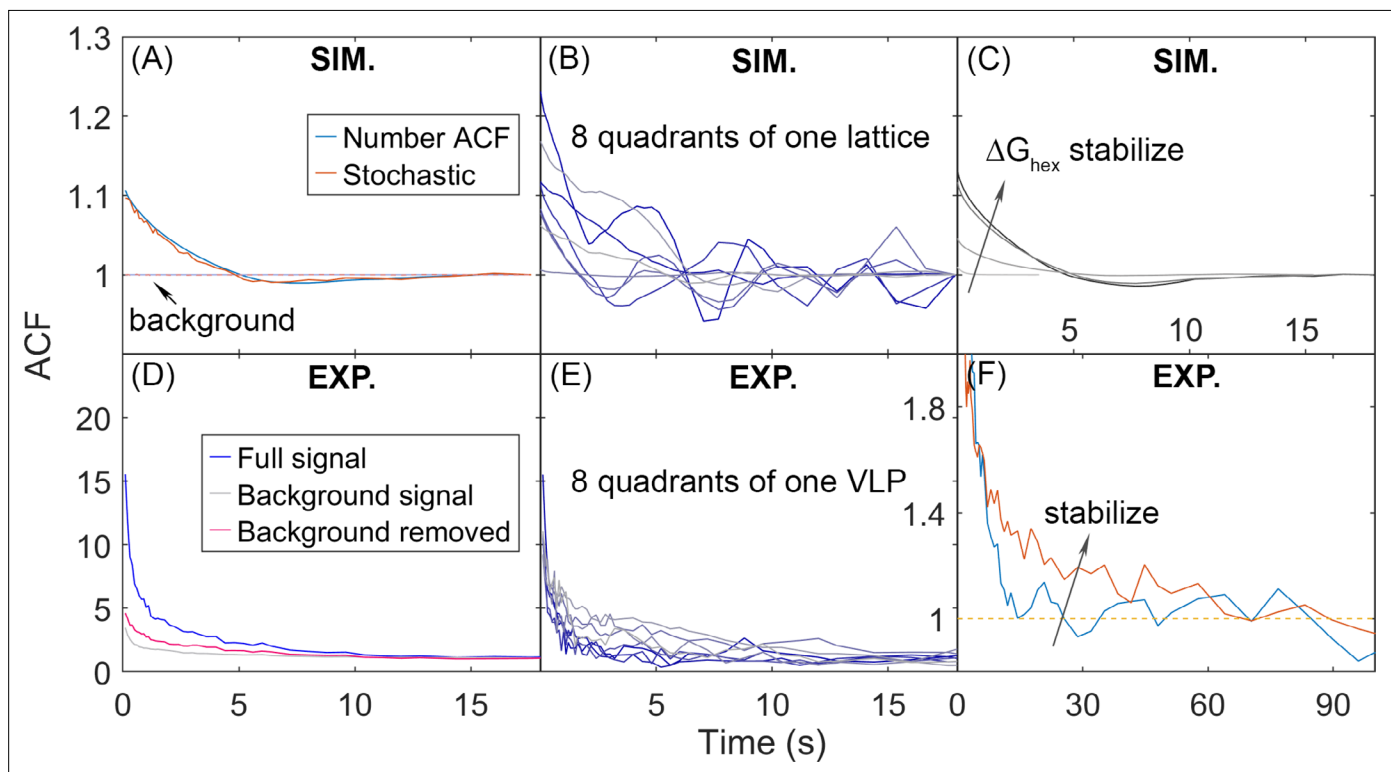 (A)
SIM.
Number ACF
Stochastic
background
1.3
1.2
1.1
1
(B)
SIM.
8 quadrants of one lattice
(C)
SIM.
ΔGhex stabilize
5 10 15
ACF
(D)
EXP.
Full signal
Background signal
Background removed
20
15
10
5
0
0 5 10 15
(E)
EXP.
8 quadrants of one VLP
5 10 15
(F)
EXP.
stabilize
1.8
1.4
1
0 30 60 90
Time (s)